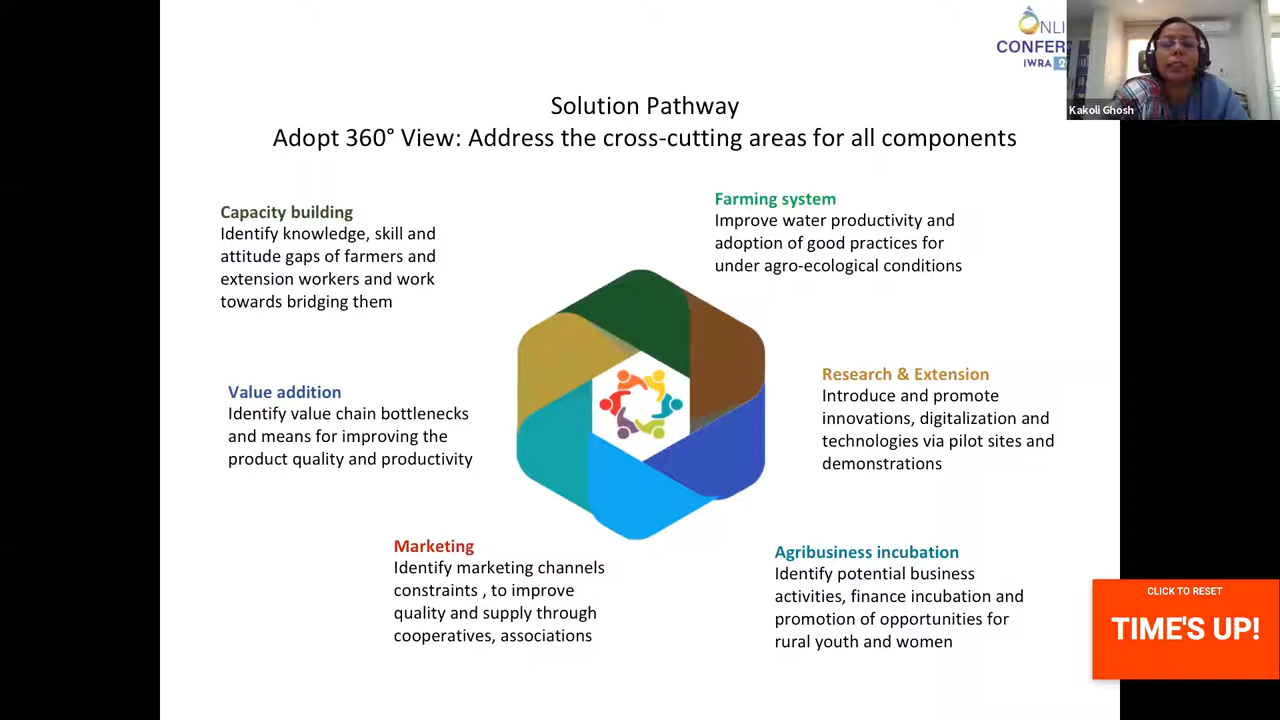 NLI
CONFER
IWRA
Kakoli Ghosh
Solution Pathway
Adopt 360° View: Address the cross-cutting areas for all components
Capacity building
Identify knowledge, skill and
attitude gaps of farmers and
extension workers and work
towards bridging them
Farming system
Improve water productivity and
adoption of good practices for
under agro-ecological conditions
Value addition
Identify value chain bottlenecks
and means for improving the
product quality and productivity
Research & Extension
Introduce and promote
innovations, digitalization and
technologies via pilot sites and
demonstrations
Marketing
Identify marketing channels
constraints , to improve
quality and supply through
cooperatives, associations
Agribusiness incubation
Identify potential business
activities, finance incubation and
promotion of opportunities for
rural youth and women
CLICK TO RESET
TIME'S UP!